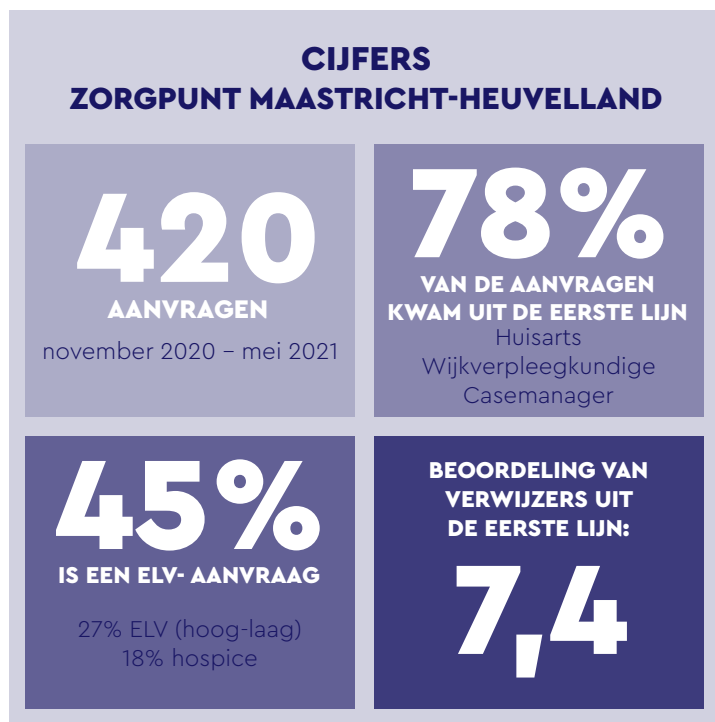 CIJFERS
ZORGPUNT MAASTRICHT-HEUVELLAND
420
AANVRAGEN
november 2020 – mei 2021
78%
VAN DE AANVRAGEN
KWAM UIT DE EERSTE LIJN
Huisarts
Wijkverpleegkundige
Casemanager
45%
IS EEN ELV- AANVRAAG
27% ELV (hoog-laag)
18% hospice
BEOORDELING VAN
VERWIJZERS UIT
DE EERSTE LIJN:
7,4